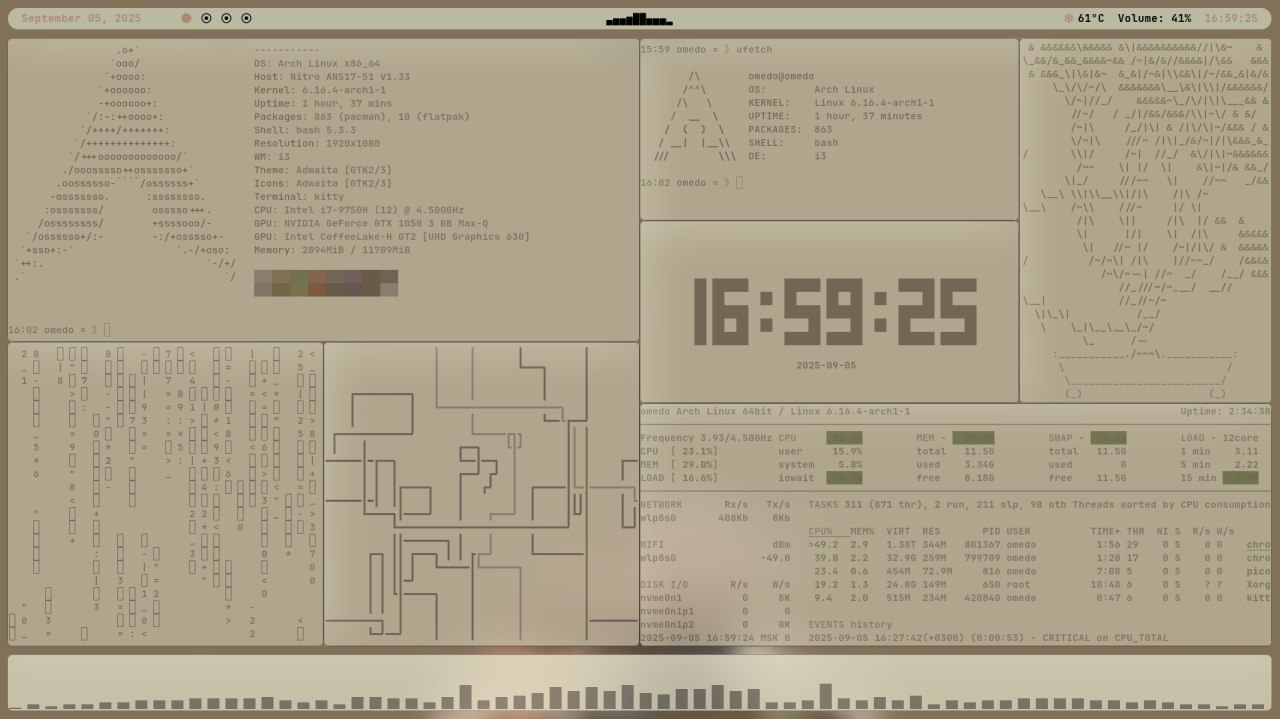 September 05, 2025
61°C Volume: 41% 16:59:25
-----------
OS: Arch Linux x86_64
Host: Nitro AN517-51 V1.33
Kernel: 6.16.4-arch1-1
Uptime: 1 hour, 37 mins
Packages: 863 (pacman), 10 (flatpak)
Shell: bash 5.3.3
Resolution: 1920x1080
WM: i3
Theme: Adwaita [GTK2/3]
Icons: Adwaita [GTK2/3]
Terminal: kitty
CPU: Intel i7-9750H (12) @ 4.500GHz
GPU: NVIDIA GeForce GTX 1050 3 GB Max-Q
GPU: Intel CoffeeLake-H GT2 [UHD Graphics 630]
Memory: 2894MiB / 11789MiB
16:02 omedo = 》
15:59 omedo = 》 ufetch
omedo@omedo
OS: Arch Linux
KERNEL: Linux 6.16.4-arch1-1
UPTIME: 1 hour, 37 minutes
PACKAGES: 863
SHELL: bash
DE: i3
16:02 omedo = 》
16:59:25
2025-09-05
omedo Arch Linux 64bit / Linux 6.16.4-arch1-1 Uptime: 2:34:38
Frequency 3.93/4.50GHz CPU MEM - SWAP - LOAD - 12core
CPU [ 23.1%] user 15.9% total 11.5G total 11.5G 1 min 3.11
MEM [ 29.0%] system 5.8% used 3.34G used 0 5 min 2.22
LOAD [ 16.6%] iowait free 8.18G free 11.5G 15 min
NETWORK Rx/s Tx/s TASKS 311 (871 thr), 2 run, 211 slp, 98 oth Threads sorted by CPU consumption
wlp8s0 408Kb 8Kb
CPU% MEM% VIRT RES PID USER TIME+ THR NI S R/s W/s
WIFI dBm >49.2 2.9 1.38T 344M 801367 omedo 1:56 29 0 S 0 0 chro
wlp8s0 -49.0 39.8 2.2 32.9G 259M 799709 omedo 1:28 17 0 S 0 0 chro
23.4 0.6 454M 72.9M 816 omedo 7:08 5 0 S 0 0 pico
DISK I/O R/s W/s 19.2 1.3 24.8G 149M 650 root 10:48 6 0 S ? ? Xorg
nvme0n1 0 8K 9.4 2.0 515M 234M 420840 omedo 0:47 6 0 S 0 0 kitt
nvme0n1p1 0 0
nvme0n1p2 0 8K EVENTS history
2025-09-05 16:59:24 MSK 0 2025-09-05 16:27:42(+0300) (0:00:53) - CRITICAL on CPU_TOTAL